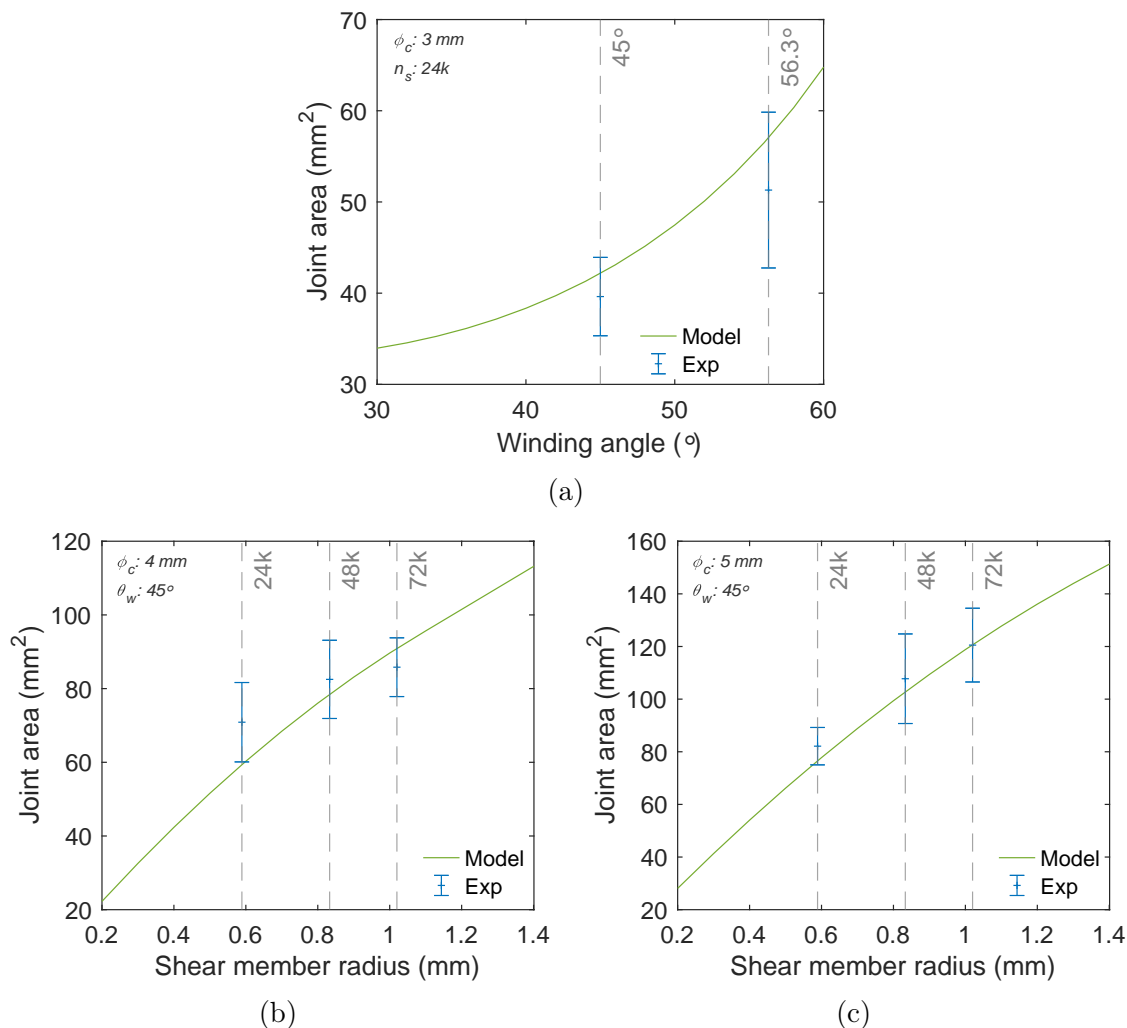 70
60
50
40
30
Joint area (mm²)
ϕc: 3 mm
ns: 24k
45°
56.3°
Model
Exp
30 40 50 60
Winding angle (°)
(a)
120
100
80
60
40
20
Joint area (mm²)
ϕc: 4 mm
θw: 45°
24k
48k
72k
Model
Exp
0.2 0.4 0.6 0.8 1 1.2 1.4
Shear member radius (mm)
(b)
160
140
120
100
80
60
40
20
Joint area (mm²)
ϕc: 5 mm
θw: 45°
24k
48k
72k
Model
Exp
0.2 0.4 0.6 0.8 1 1.2 1.4
Shear member radius (mm)
(c)